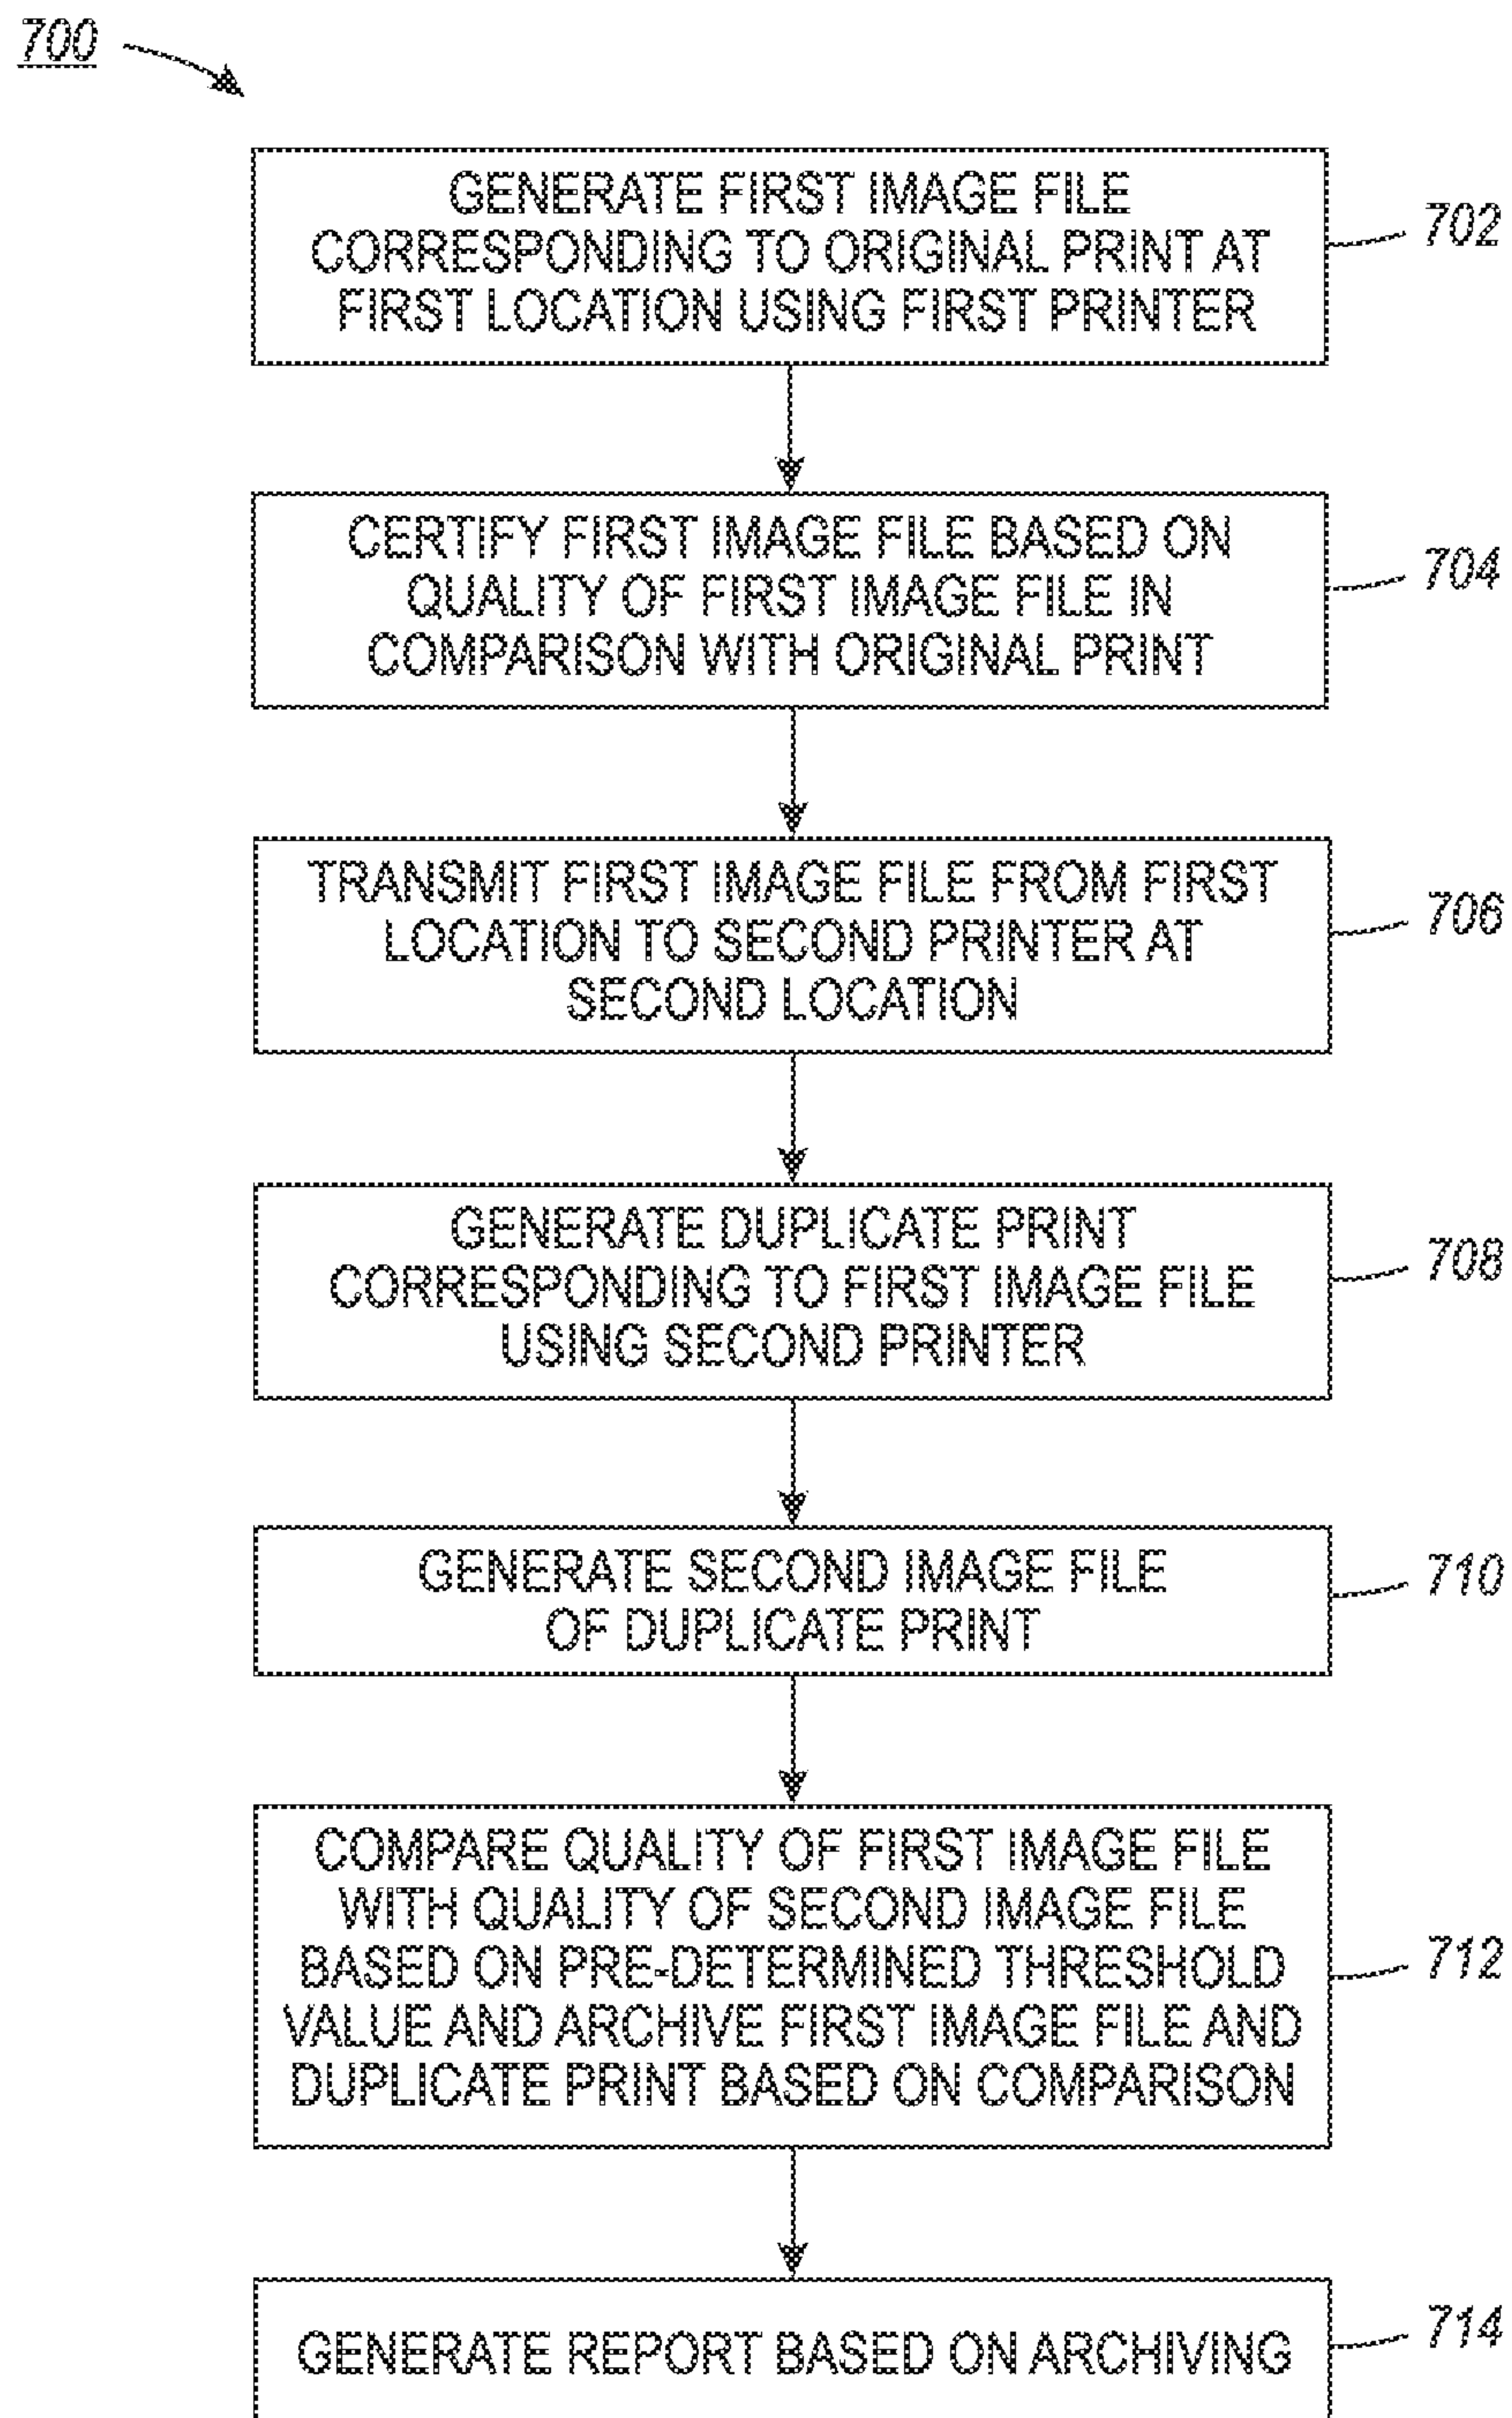 700
GENERATE FIRST IMAGE FILE
CORRESPONDING TO ORIGINAL PRINT AT
FIRST LOCATION USING FIRST PRINTER
702
CERTIFY FIRST IMAGE FILE BASED ON
QUALITY OF FIRST IMAGE FILE IN
COMPARISON WITH ORIGINAL PRINT
704
TRANSMIT FIRST IMAGE FILE FROM FIRST
LOCATION TO SECOND PRINTER AT
SECOND LOCATION
706
GENERATE DUPLICATE PRINT
CORRESPONDING TO FIRST IMAGE FILE
USING SECOND PRINTER
708
GENERATE SECOND IMAGE FILE
OF DUPLICATE PRINT
710
COMPARE QUALITY OF FIRST IMAGE FILE
WITH QUALITY OF SECOND IMAGE FILE
BASED ON PRE-DETERMINED THRESHOLD
VALUE AND ARCHIVE FIRST IMAGE FILE AND
DUPLICATE PRINT BASED ON COMPARISON
712
GENERATE REPORT BASED ON ARCHIVING
714